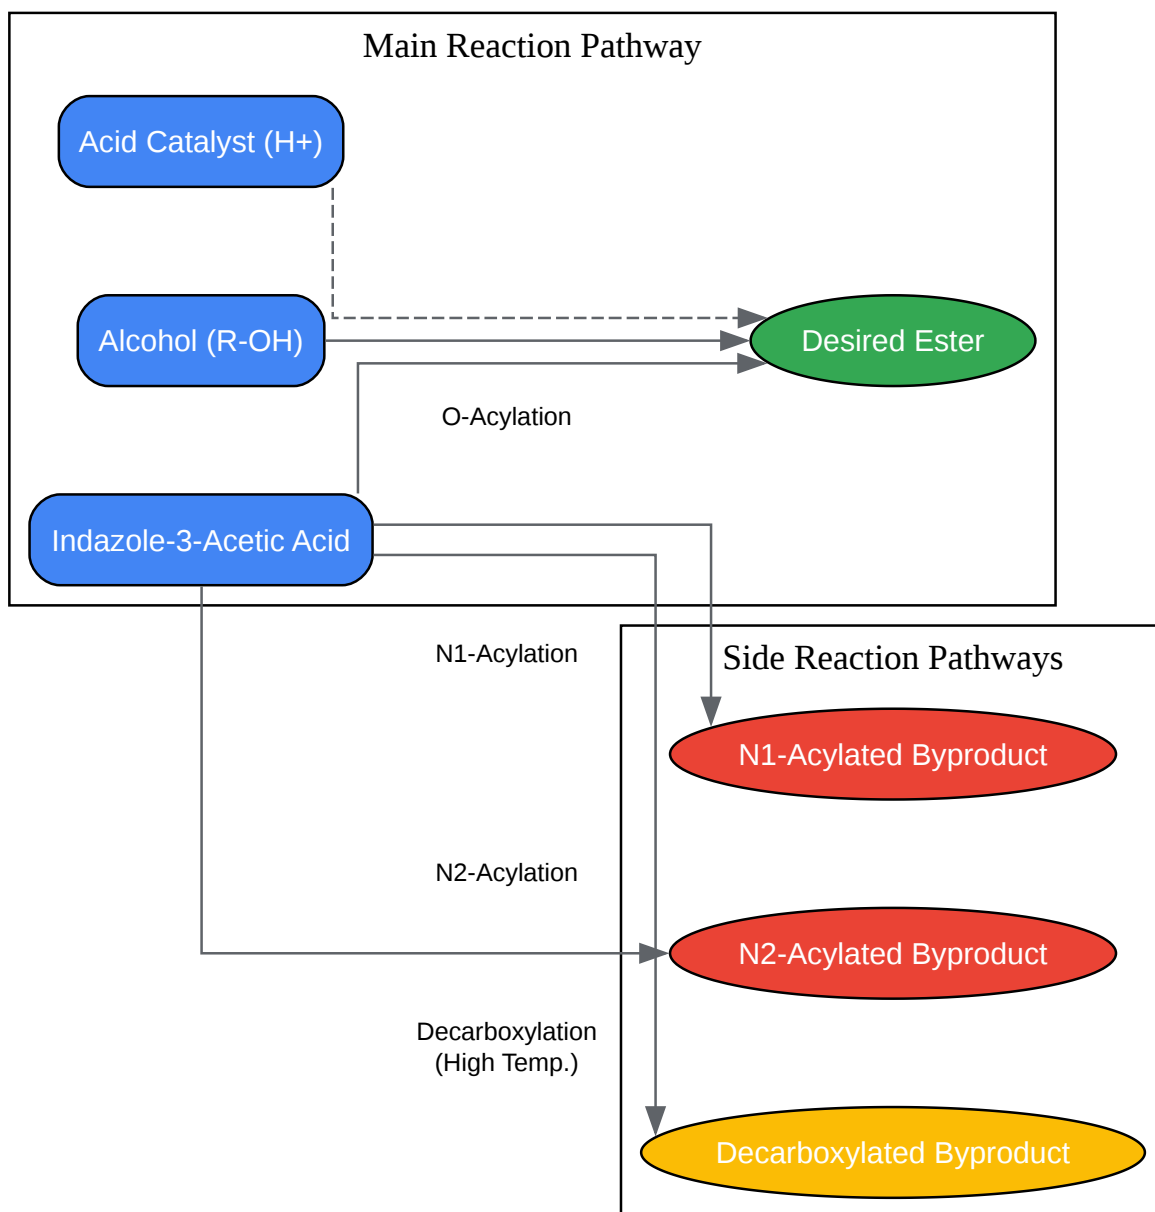 Main Reaction Pathway
Acid Catalyst (H+)
Alcohol (R-OH)
Desired Ester
O-Acylation
Indazole-3-Acetic Acid
N1-Acylation
Side Reaction Pathways
N1-Acylated Byproduct
N2-Acylation
N2-Acylated Byproduct
Decarboxylation
(High Temp.)
Decarboxylated Byproduct